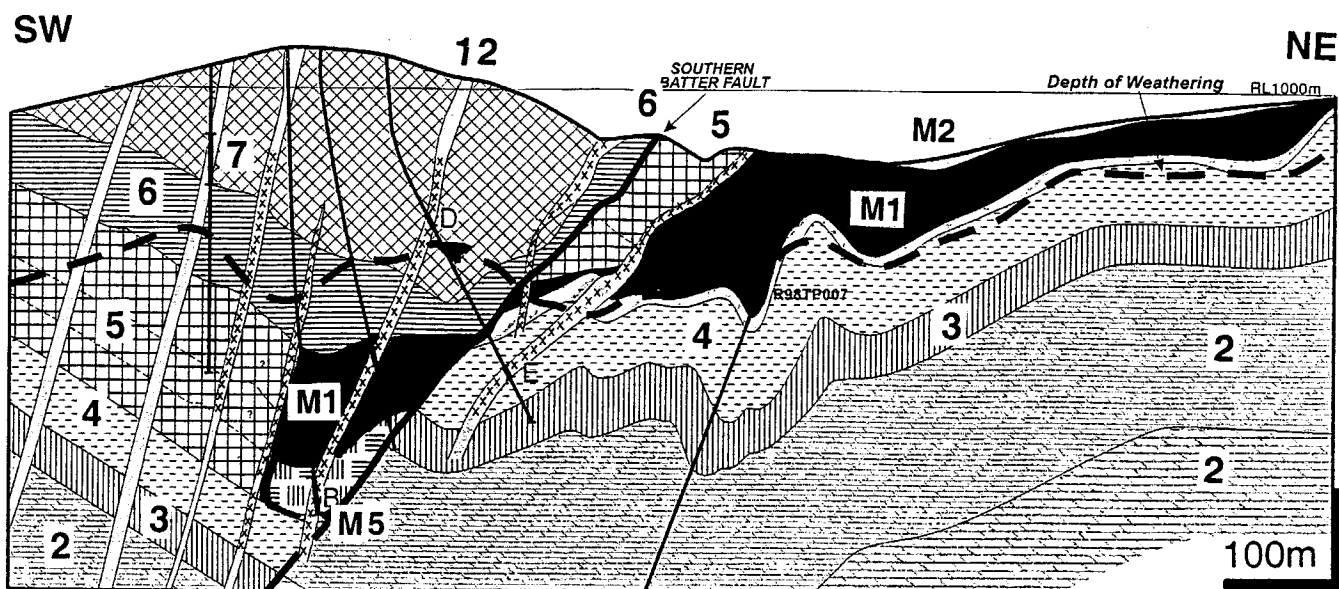 SW
NE
12
SOUTHERN
BATTER FAULT
Depth of Weathering
RL1000m
6
5
M2
7
6
D
M1
5
R98TP007
4
3
2
E
4
M1
2
R
M5
3
2
100m